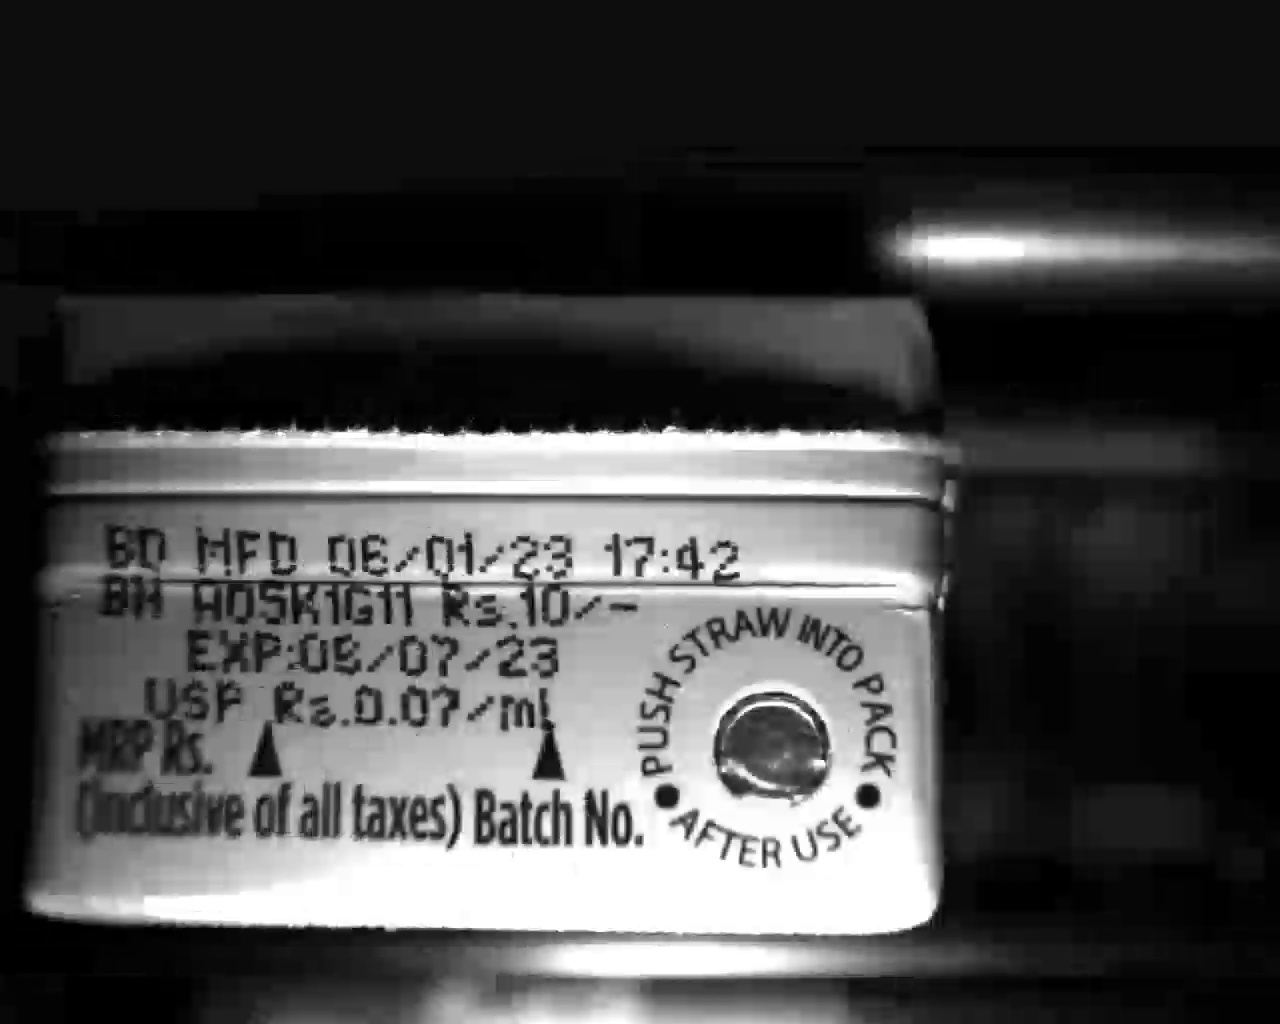 BD MFD 06/01/23 17:42
BH A05K1G11 Rs.10/-
EXP:05/07/23
USP Rs.0.07/ml
MRP Rs.
(Inclusive of all taxes) Batch No.
PUSH STRAW INTO PACK
AFTER USE